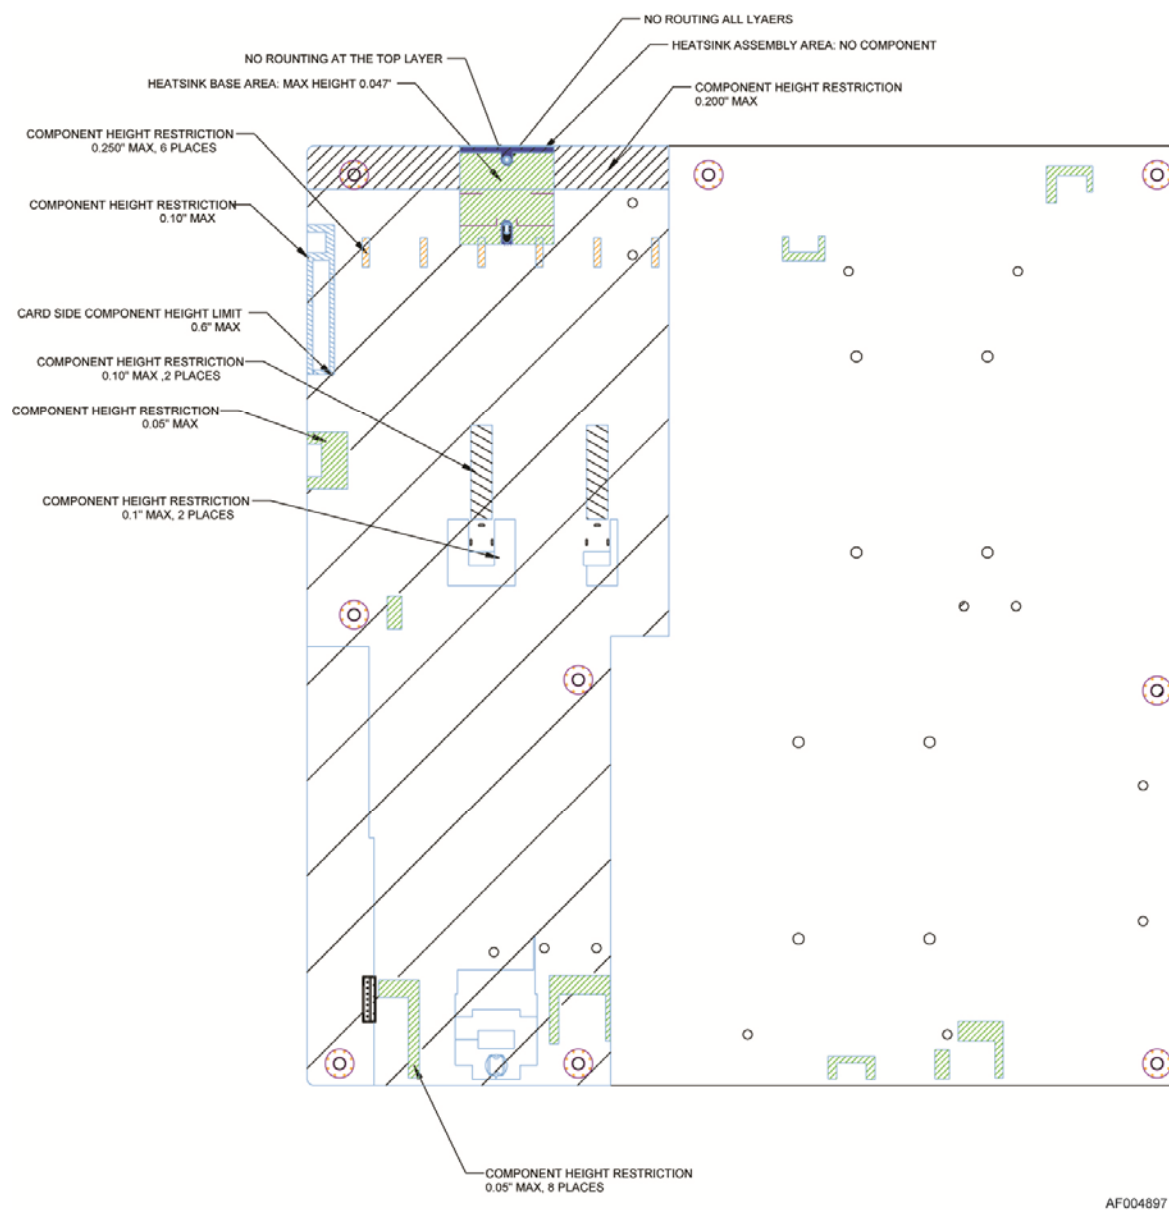 NO ROUTING ALL LYAERS
HEATSINK ASSEMBLY AREA: NO COMPONENT
NO ROUNTING AT THE TOP LAYER
HEATSINK BASE AREA: MAX HEIGHT 0.047"
COMPONENT HEIGHT RESTRICTION
0.200" MAX
COMPONENT HEIGHT RESTRICTION
0.250" MAX, 6 PLACES
COMPONENT HEIGHT RESTRICTION
0.10" MAX
CARD SIDE COMPONENT HEIGHT LIMIT
0.6" MAX
COMPONENT HEIGHT RESTRICTION
0.10" MAX ,2 PLACES
COMPONENT HEIGHT RESTRICTION
0.05" MAX
COMPONENT HEIGHT RESTRICTION
0.1" MAX, 2 PLACES
COMPONENT HEIGHT RESTRICTION
0.05" MAX, 8 PLACES
AF004897